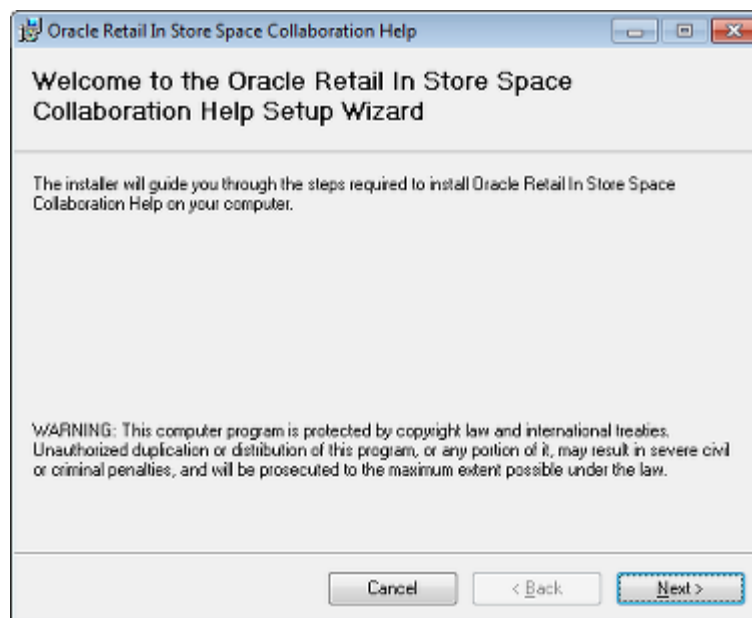 Oracle Retail In Store Space Collaboration Help
Welcome to the Oracle Retail In Store Space
Collaboration Help Setup Wizard
The installer will guide you through the steps required to install Oracle Retail In Store Space
Collaboration Help on your computer.
WARNING: This computer program is protected by copyright law and international treaties.
Unauthorized duplication or distribution of this program, or any portion of it, may result in severe civil
or criminal penalties, and will be prosecuted to the maximum extent possible under the law.
Cancel
< Back
Next >